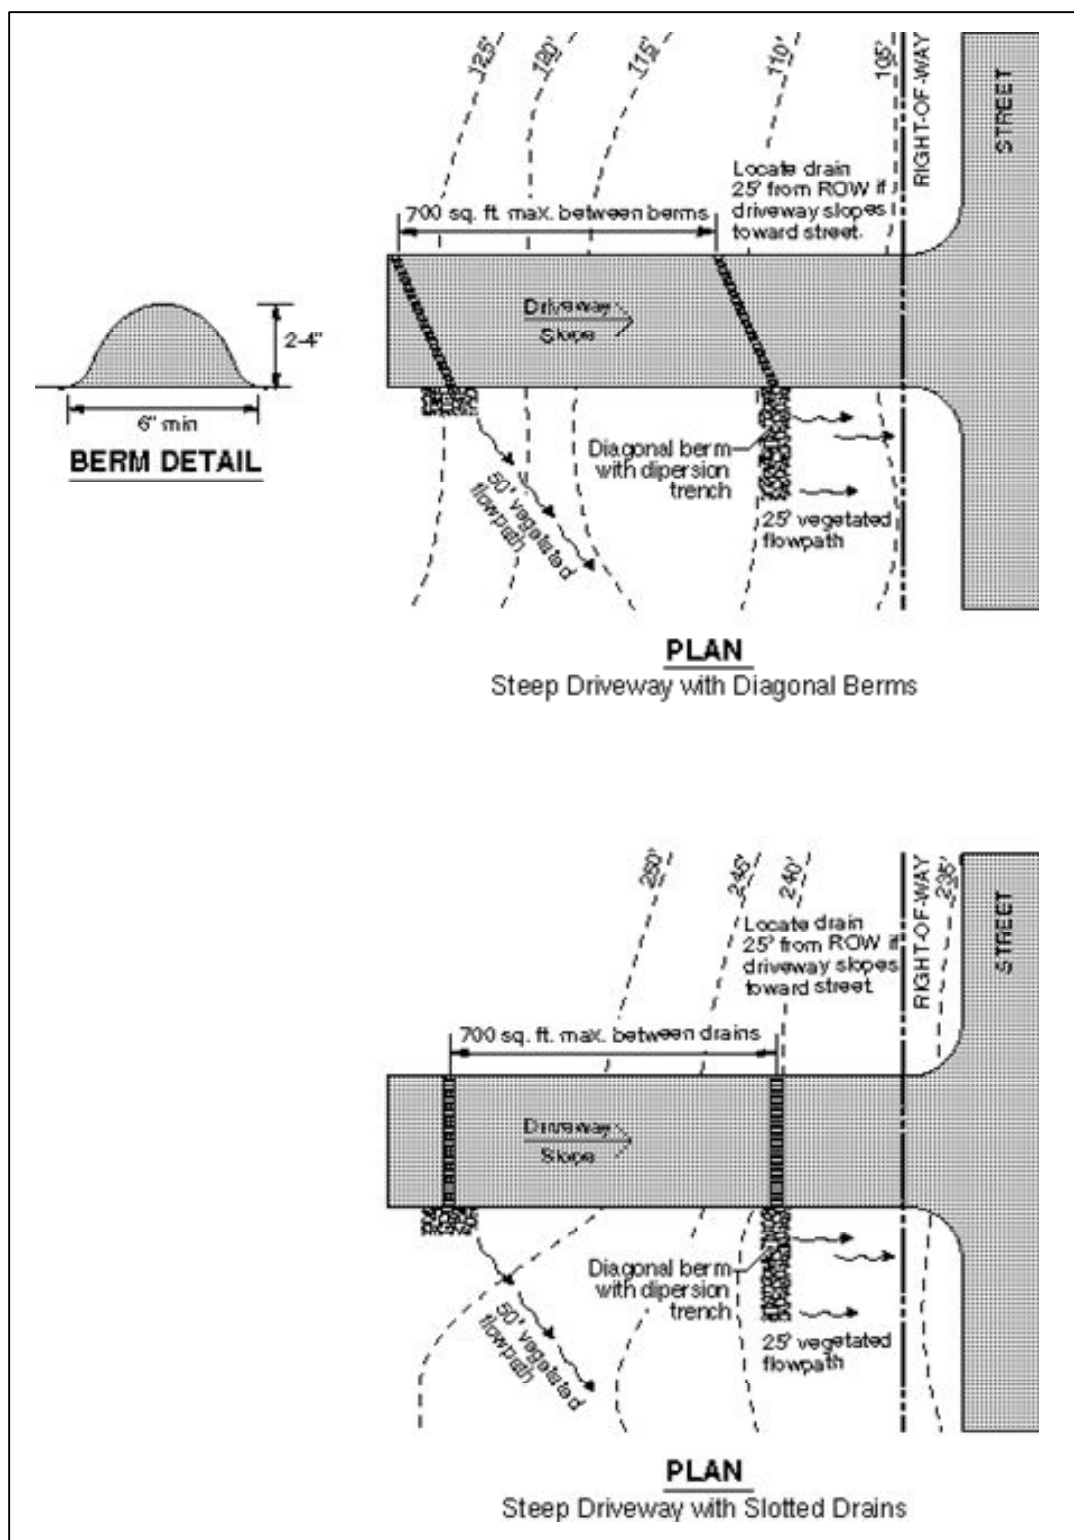 125'
120'
115'
110'
105'
RIGHT-OF-WAY
STREET
Locate drain
25' from ROW if
driveway slopes
toward street.
700 sq. ft. max. between berms
Driveway
Slope
2-4"
6" min
BERM DETAIL
Diagonal berm
with dipersion
trench
50' vegetated
flowpath
25' vegetated
flowpath
PLAN
Steep Driveway with Diagonal Berms
250'
245'
240'
235'
RIGHT-OF-WAY
STREET
Locate drain
25' from ROW if
driveway slopes
toward street.
700 sq. ft. max. between drains
Driveway
Slope
Diagonal berm
with dipersion
trench
50' vegetated
flowpath
25' vegetated
flowpath
PLAN
Steep Driveway with Slotted Drains